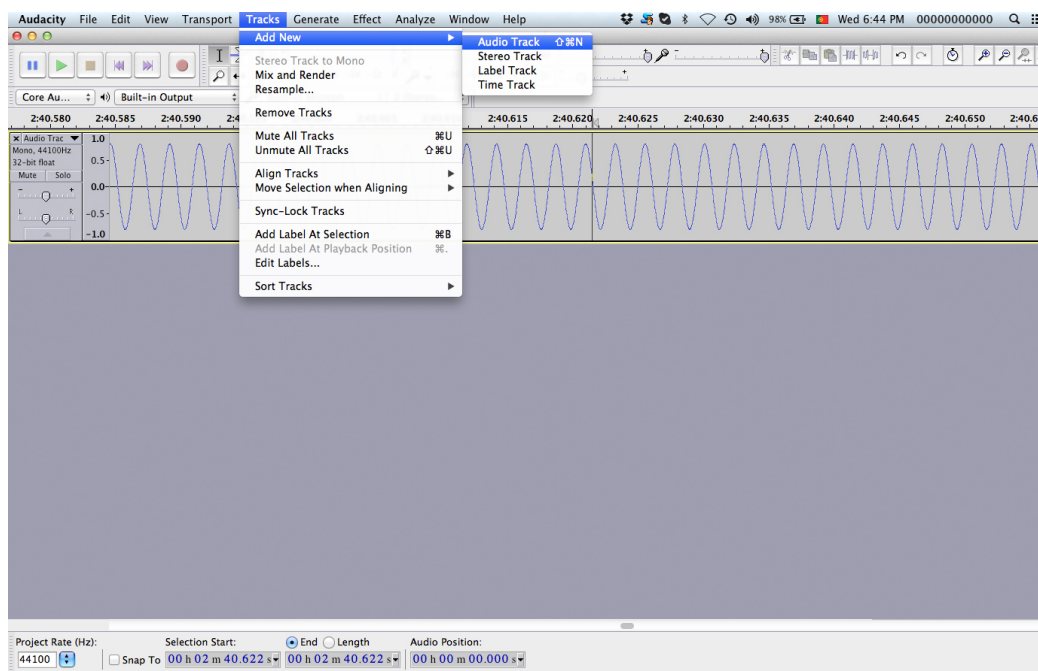 Audacity File Edit View Transport Tracks Generate Effect Analyze Window Help 98% Wed 6:44 PM 00000000000
Add New
Audio Track ⇧⌘N
Stereo Track
Label Track
Time Track
Stereo Track to Mono
Mix and Render
Resample...
Remove Tracks
Mute All Tracks ⌘U
Unmute All Tracks ⇧⌘U
Align Tracks
Move Selection when Aligning
Sync-Lock Tracks
Add Label At Selection ⌘B
Add Label At Playback Position ⌘.
Edit Labels...
Sort Tracks
Core Au... Built-in Output
2:40.580 2:40.585 2:40.590 2:40.615 2:40.620 2:40.625 2:40.630 2:40.635 2:40.640 2:40.645 2:40.650 2:40.6
Audio Trac
Mono, 44100Hz
32-bit float
Mute Solo
- +
L R
1.0
0.5
0.0
-0.5
-1.0
Project Rate (Hz): Selection Start: End Length Audio Position:
44100 Snap To 00 h 02 m 40.622 s 00 h 02 m 40.622 s 00 h 00 m 00.000 s